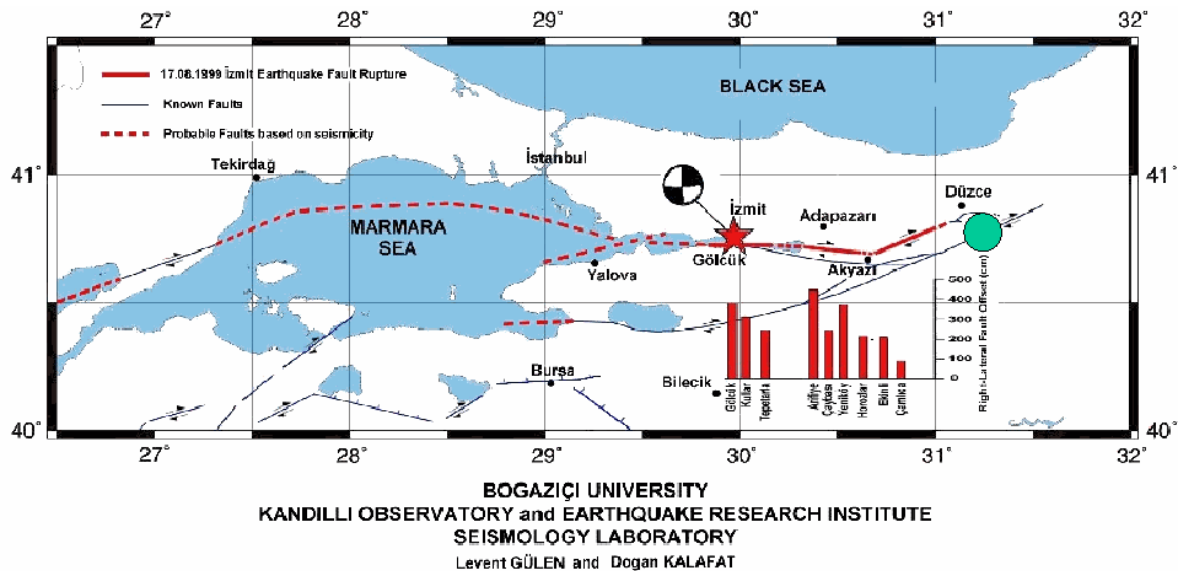 27° 28° 29° 30° 31° 32°
17.08.1999 İzmit Earthquake Fault Rupture
Known Faults
Probable Faults based on seismicity
BLACK SEA
Tekirdağ
İstanbul
41° 41°
MARMARA
SEA
İzmit
Adapazarı
Düzce
Gölcük
Akyazı
Yalova
Bursa
Bilecik
500
400
300
200
100
0
Right-Lateral Fault Offset (cm)
Gölcük
Kullar
Tepetarla
Arifiye
Çaybaşı
Yeniköy
Horozlar
Ekinli
Çamlıca
40° 40°
27° 28° 29° 30° 31° 32°
BOGAZIÇI UNIVERSITY
KANDILLI OBSERVATORY and EARTHQUAKE RESEARCH INSTITUTE
SEISMOLOGY LABORATORY
Levent GÜLEN and Dogan KALAFAT